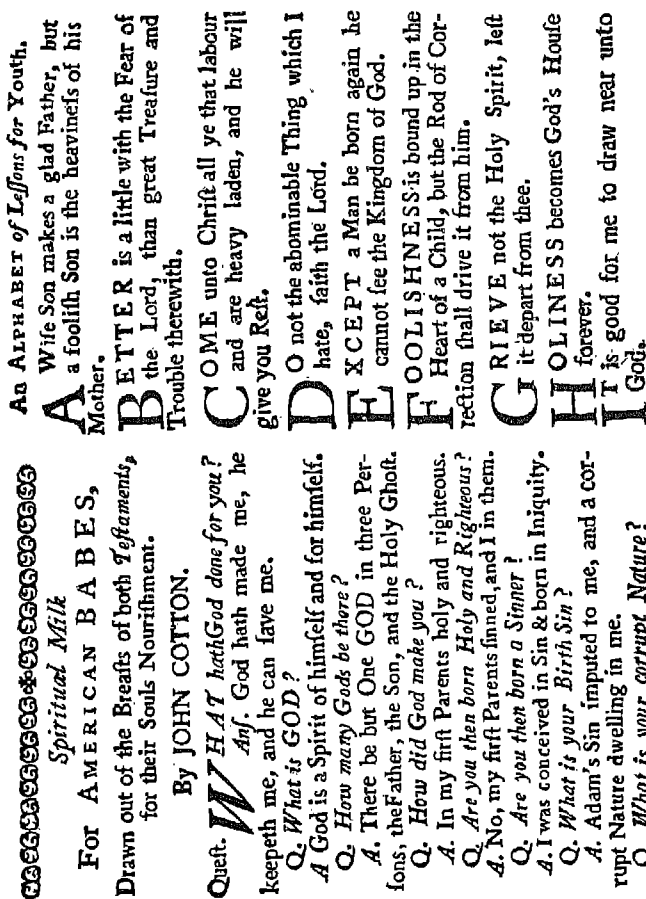 Spiritual Milk
For AMERICAN BABES,
Drawn out of the Breaſts of both Teſtaments,
for their Souls Nouriſhment.
By JOHN COTTON.
Queſt. WHAT hath God done for you?
Anſ. God hath made me, he
keepeth me, and he can ſave me.
Q. What is GOD?
A God is a Spirit of himſelf and for himſelf.
Q. How many Gods be there?
A. There be but One GOD in three Per-
ſons, the Father, the Son, and the Holy Ghoſt.
Q. How did God make you?
A. In my firſt Parents holy and righteous.
Q. Are you then born Holy and Righteous?
A. No, my firſt Parents ſinned, and I in them.
Q. Are you then born a Sinner?
A. I was conceived in Sin & born in Iniquity.
Q. What is your Birth Sin?
A. Adam's Sin imputed to me, and a cor-
rupt Nature dwelling in me.
Q. What is your corrupt Nature?
An ALPHABET of Leſſons for Youth.
A Wiſe Son makes a glad Father, but
a fooliſh Son is the heavineſs of his
Mother.
BETTER is a little with the Fear of
the Lord, than great Treaſure and
Trouble therewith.
COME unto Chriſt all ye that labour
and are heavy laden, and he will
give you Reſt.
DO not the abominable Thing which I
hate, ſaith the Lord.
EXCEPT a Man be born again he
cannot ſee the Kingdom of God.
FOOLISHNESS is bound up in the
Heart of a Child, but the Rod of Cor-
rection ſhall drive it from him.
GRIEVE not the Holy Spirit, leſt
it depart from thee.
HOLINESS becomes God's Houſe
forever.
IT is good for me to draw near unto
God.